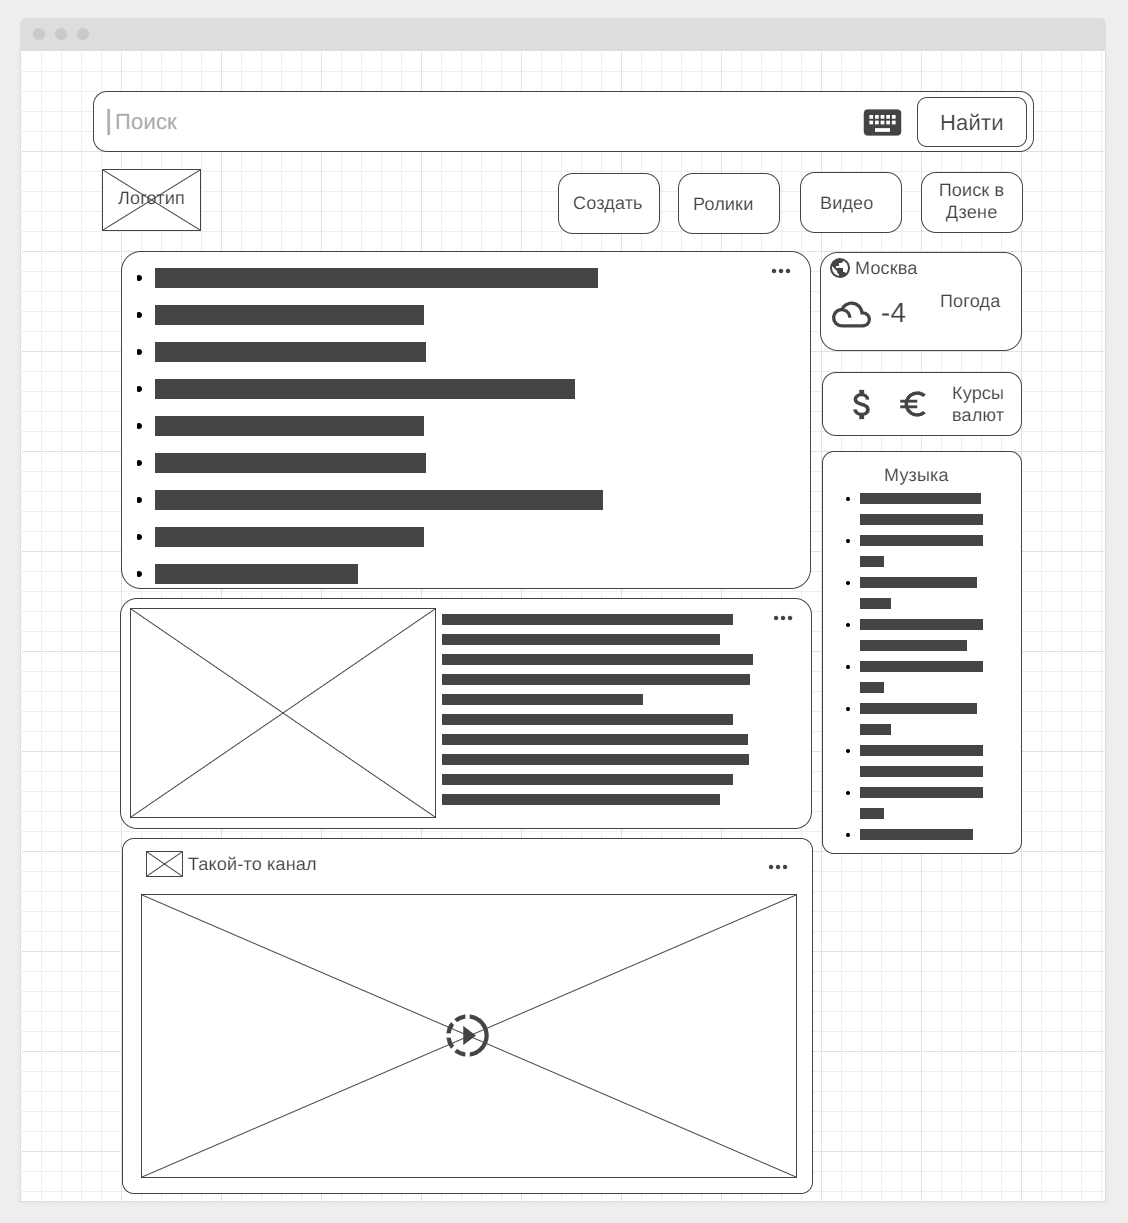 Поиск
Найти
Логотип
Создать
Ролики
Видео
Поиск в
Дзене
Москва
-4
Погода
$ €
Курсы
валют
Музыка
Такой-то канал